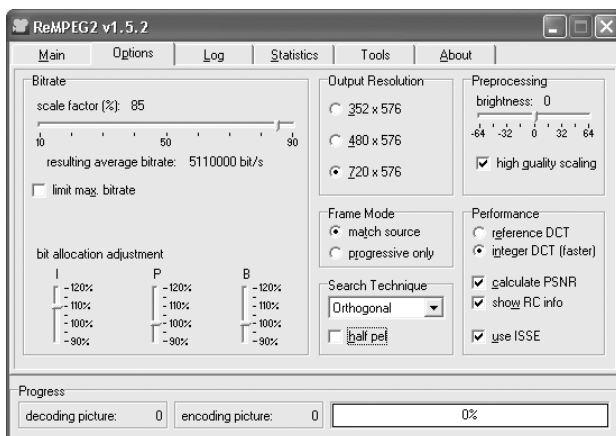 ReMPEG2 v1.5.2
Main Options Log Statistics Tools About
Bitrate
scale factor (%): 85
10 50 90
resulting average bitrate: 5110000 bit/s
limit max. bitrate
bit allocation adjustment
I P B
-120% -120% -120%
-110% -110% -110%
-100% -100% -100%
-90% -90% -90%
Output Resolution
352 x 576
480 x 576
720 x 576
Frame Mode
match source
progressive only
Search Technique
Orthogonal
half pel
Preprocessing
brightness: 0
-64 -32 0 32 64
high quality scaling
Performance
reference DCT
integer DCT (faster)
calculate PSNR
show RC info
use ISSE
Progress
decoding picture: 0 encoding picture: 0 0%